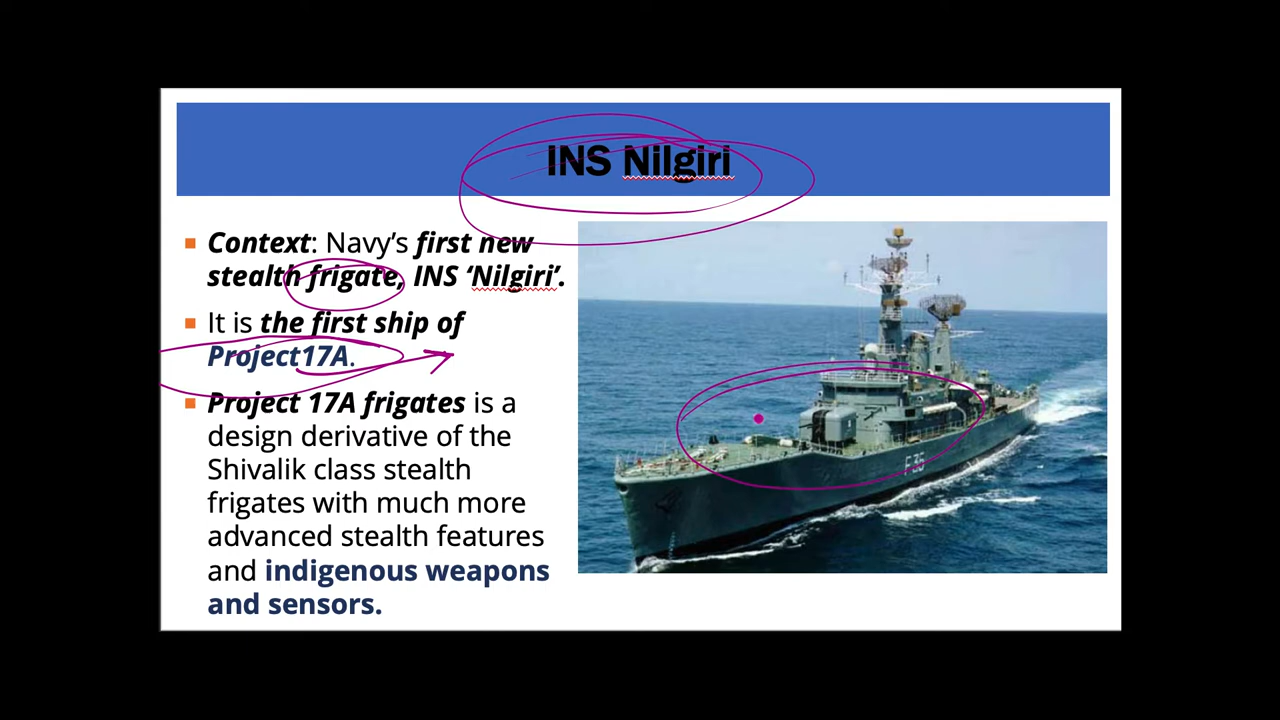 INS Nilgiri
Context: Navy's first new
stealth frigate, INS ‘Nilgiri’.
It is the first ship of
Project17A.
Project 17A frigates is a
design derivative of the
Shivalik class stealth
frigates with much more
advanced stealth features
and indigenous weapons
and sensors.
F 35